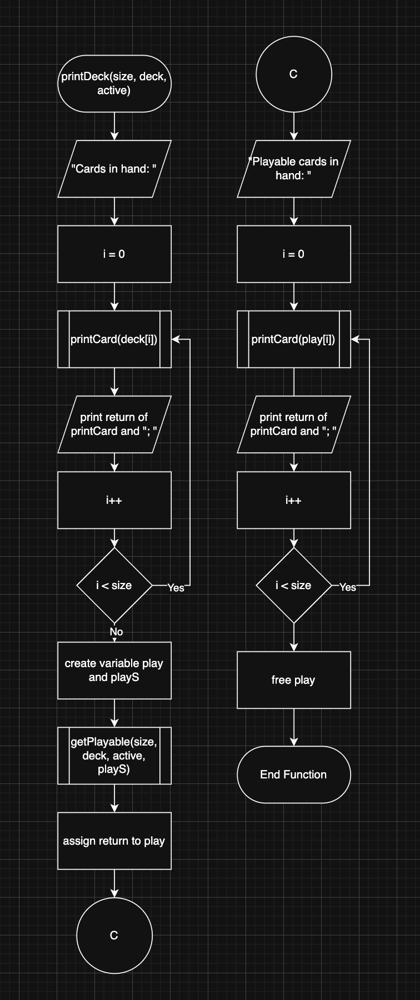 printDeck(size, deck,
active)
"Cards in hand: "
i = 0
printCard(deck[i])
print return of
printCard and "; "
i++
i < size
Yes
No
create variable play
and playS
getPlayable(size,
deck, active,
playS)
assign return to play
C
C
"Playable cards in
hand: "
i = 0
printCard(play[i])
print return of
printCard and "; "
i++
i < size
Yes
free play
End Function